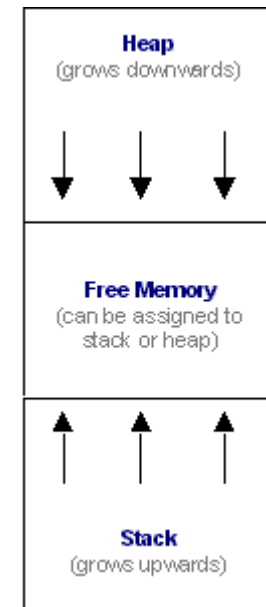 Heap
(grows downwards)
Free Memory
(can be assigned to
stack or heap)
Stack
(grows upwards)